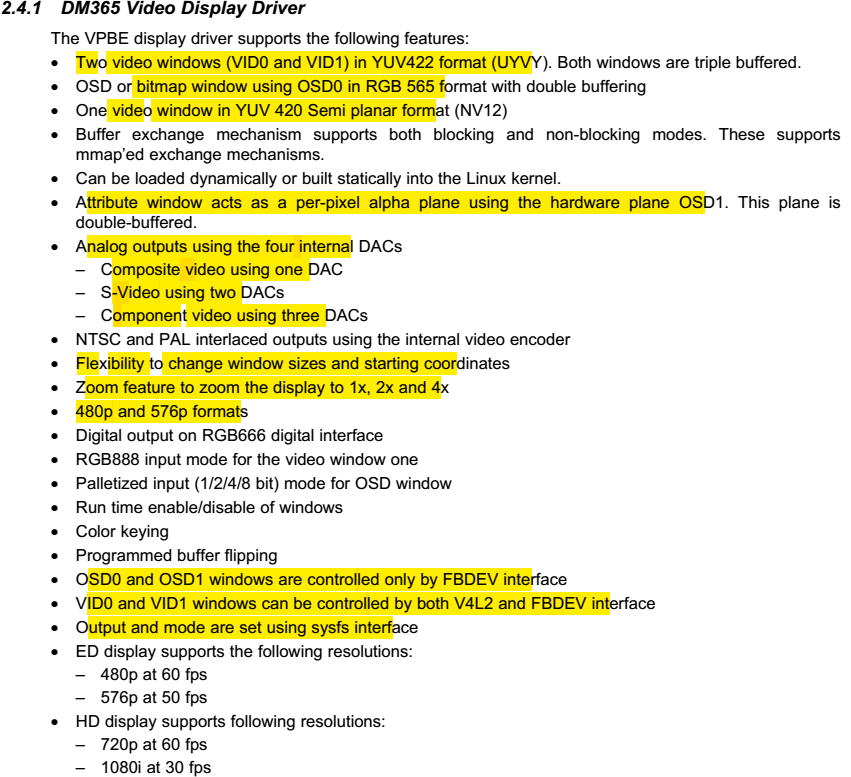 2.4.1 DM365 Video Display Driver
The VPBE display driver supports the following features:
• Two video windows (VID0 and VID1) in YUV422 format (UYVY). Both windows are triple buffered.
• OSD or bitmap window using OSD0 in RGB 565 format with double buffering
• One video window in YUV 420 Semi planar format (NV12)
• Buffer exchange mechanism supports both blocking and non-blocking modes. These supports
mmap'ed exchange mechanisms.
• Can be loaded dynamically or built statically into the Linux kernel.
• Attribute window acts as a per-pixel alpha plane using the hardware plane OSD1. This plane is
double-buffered.
• Analog outputs using the four internal DACs
– Composite video using one DAC
– S-Video using two DACs
– Component video using three DACs
• NTSC and PAL interlaced outputs using the internal video encoder
• Flexibility to change window sizes and starting coordinates
• Zoom feature to zoom the display to 1x, 2x and 4x
• 480p and 576p formats
• Digital output on RGB666 digital interface
• RGB888 input mode for the video window one
• Palletized input (1/2/4/8 bit) mode for OSD window
• Run time enable/disable of windows
• Color keying
• Programmed buffer flipping
• OSD0 and OSD1 windows are controlled only by FBDEV interface
• VID0 and VID1 windows can be controlled by both V4L2 and FBDEV interface
• Output and mode are set using sysfs interface
• ED display supports the following resolutions:
– 480p at 60 fps
– 576p at 50 fps
• HD display supports following resolutions:
– 720p at 60 fps
– 1080i at 30 fps